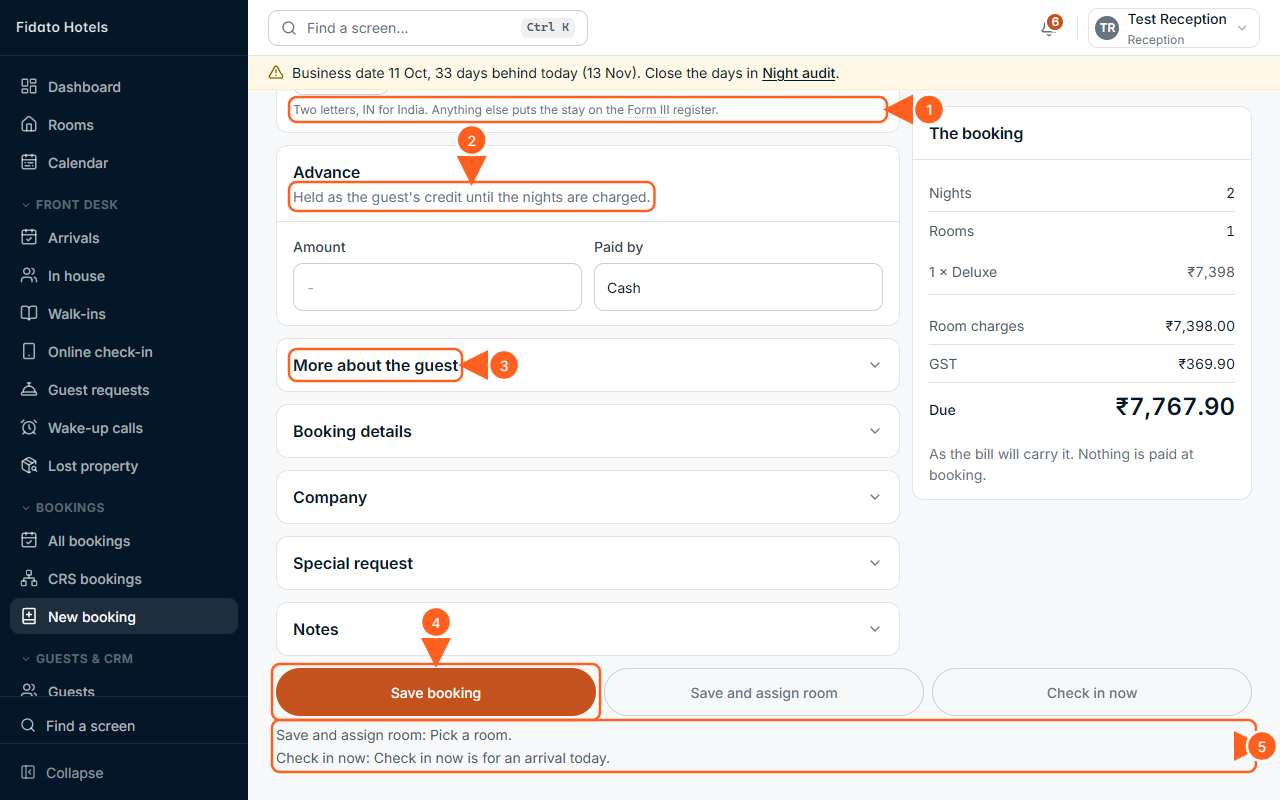 Fidato Hotels
Find a screen...
Ctrl K
6
TR
Test Reception
Reception
Business date 11 Oct, 33 days behind today (13 Nov). Close the days in Night audit.
Dashboard
Rooms
Calendar
FRONT DESK
Arrivals
In house
Walk-ins
Online check-in
Guest requests
Wake-up calls
Lost property
BOOKINGS
All bookings
CRS bookings
New booking
GUESTS & CRM
Guests
Find a screen
Collapse
Two letters, IN for India. Anything else puts the stay on the Form III register.
1
2
Advance
Held as the guest's credit until the nights are charged.
Amount
Paid by
-
Cash
More about the guest
3
Booking details
Company
Special request
Notes
4
Save booking
Save and assign room
Check in now
Save and assign room: Pick a room.
Check in now: Check in now is for an arrival today.
5
The booking
Nights 2
Rooms 1
1 × Deluxe ₹7,398
Room charges ₹7,398.00
GST ₹369.90
Due ₹7,767.90
As the bill will carry it. Nothing is paid at
booking.